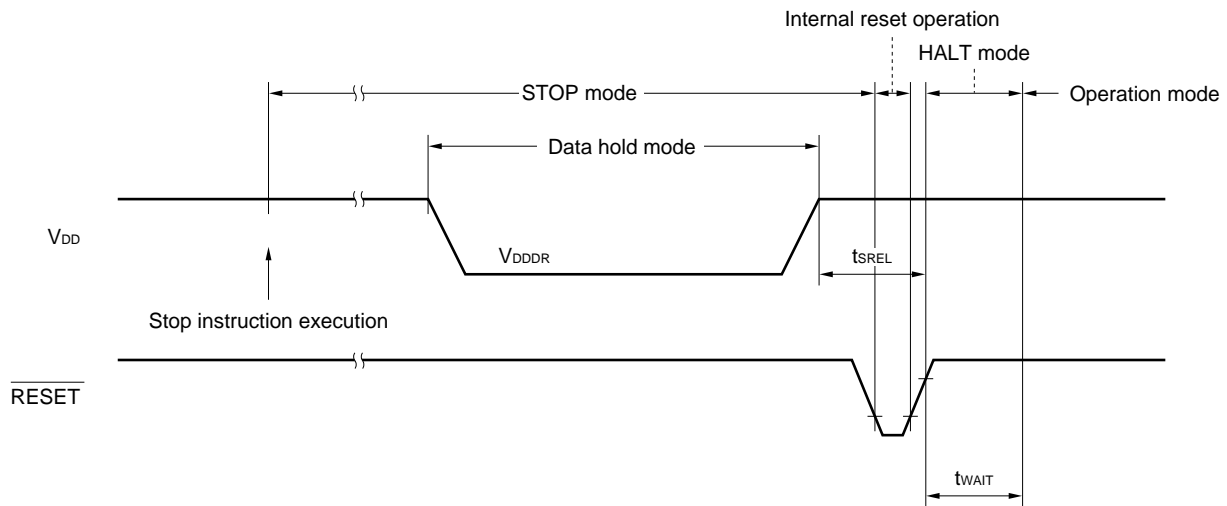 Internal reset operation
HALT mode
STOP mode
Operation mode
Data hold mode
VDD
VDDDR
tSREL
Stop instruction execution
RESET
tWAIT